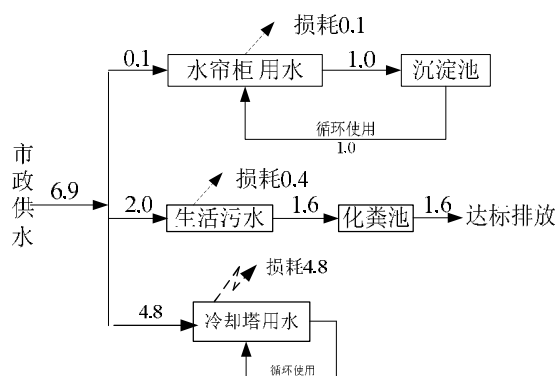 损耗0.1
0.1
水帘柜 用水
1.0
沉淀池
循环使用
1.0
市政供水
6.9
损耗0.4
2.0
生活污水
1.6
化粪池
1.6
达标排放
损耗4.8
4.8
冷却塔用水
循环使用